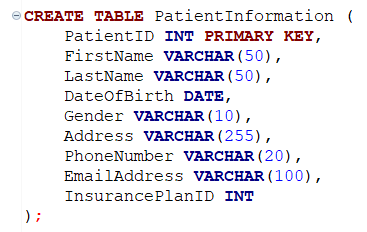 CREATE TABLE PatientInformation (
PatientID INT PRIMARY KEY,
FirstName VARCHAR(50),
LastName VARCHAR(50),
DateOfBirth DATE,
Gender VARCHAR(10),
Address VARCHAR(255),
PhoneNumber VARCHAR(20),
EmailAddress VARCHAR(100),
InsurancePlanID INT
);